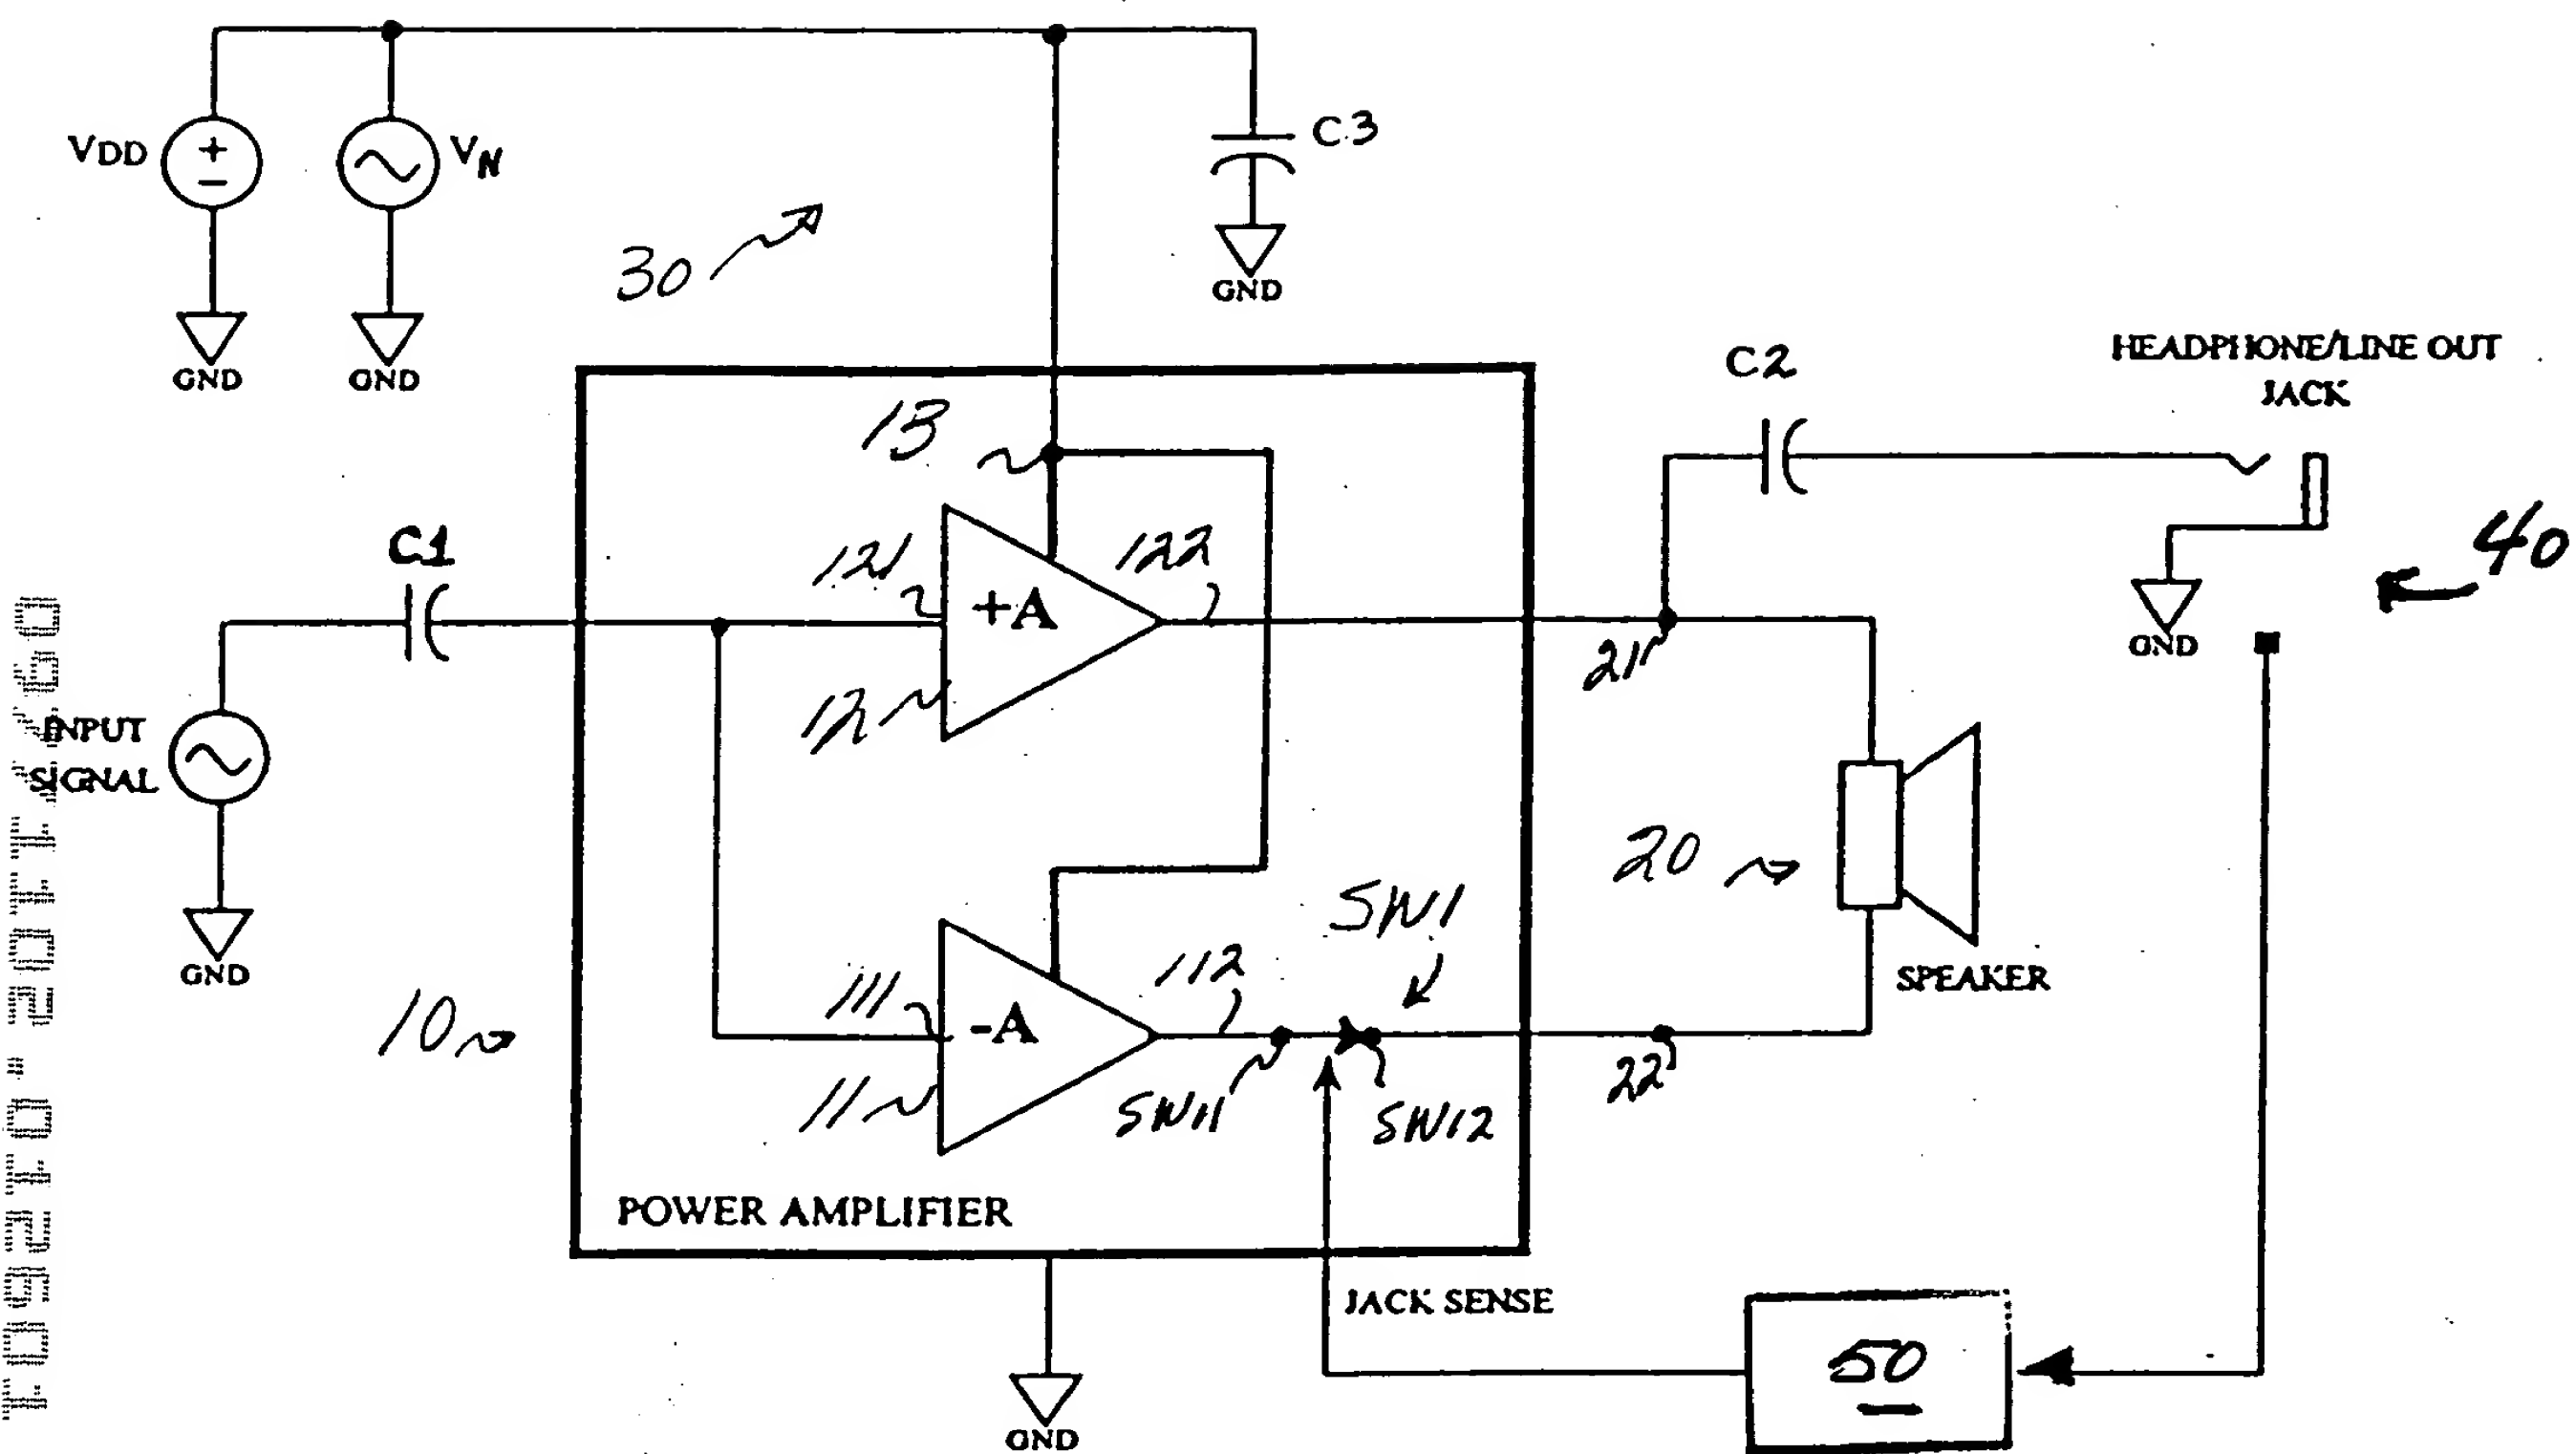 VDD
+
−
VN
C3
30
GND
GND
GND
C2
HEADPHONE/LINE OUT
JACK
13
40
C1
121
+A
122
12
21
GND
INPUT
SIGNAL
20
SPEAKER
GND
SW1
10
111
-A
112
11
SW11
SW12
22
POWER AMPLIFIER
JACK SENSE
50
GND